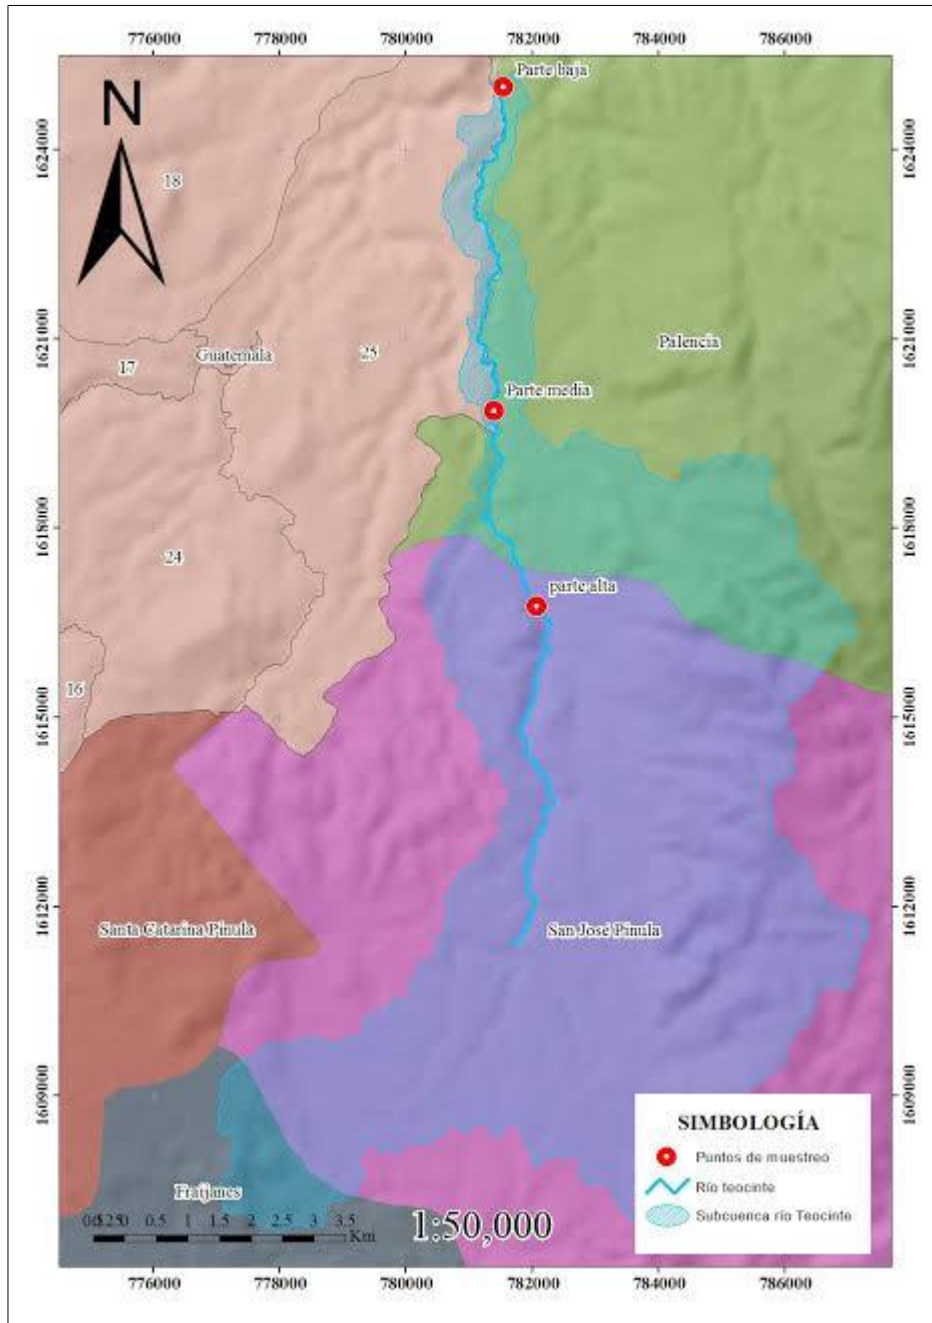 776000 778000 780000 782000 784000 786000
Parte baja
N
1624000 1624000
18
1621000 1621000
Guatemala 25 Palencia
17
Parte media
1618000 1618000
24
parte alta
16
1615000 1615000
1612000 1612000
Santa Catarina Pinula San José Pinula
1609000 1609000
SIMBOLOGÍA
Puntos de muestreo
Río teocinte
Subcuenca río Teocinte
Fraijanes
0.5 1 1.5 2 2.5 3 3.5
Km
1:50,000
776000 778000 780000 782000 784000 786000